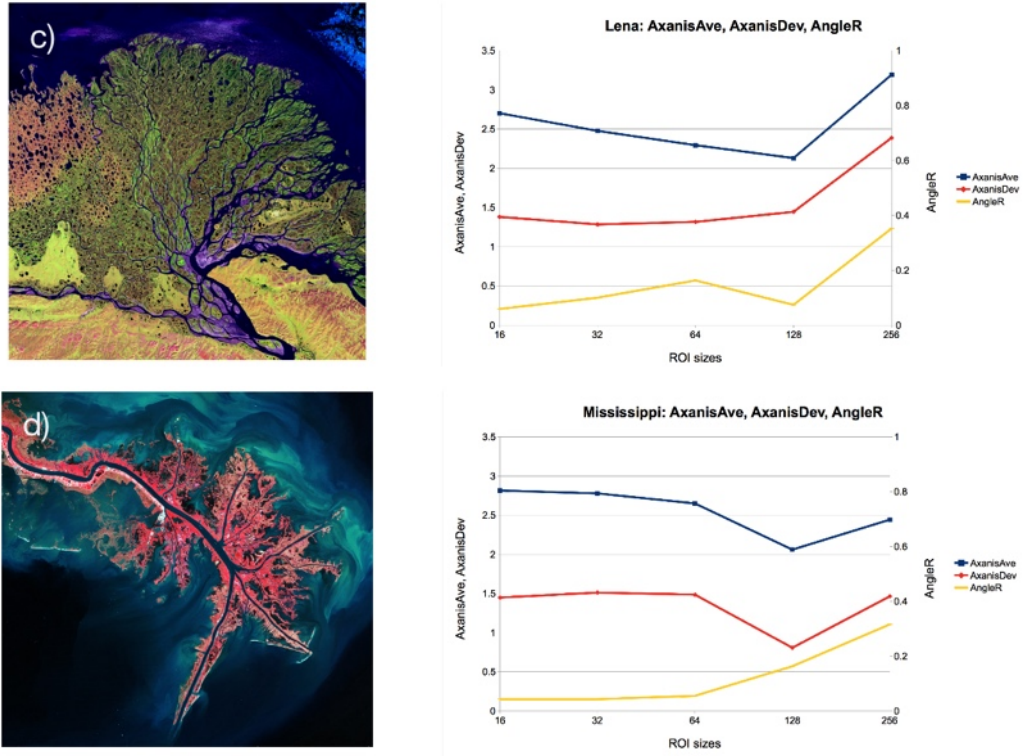 c)
Lena: AxanisAve, AxanisDev, AngleR
3.5
3
2.5
2
1.5
1
0.5
0
1
0.8
0.6
0.4
0.2
0
AxanisAve, AxanisDev
AngleR
16 32 64 128 256
ROI sizes
AxanisAve
AxanisDev
AngleR
d)
Mississippi: AxanisAve, AxanisDev, AngleR
3.5
3
2.5
2
1.5
1
0.5
0
1
0.8
0.6
0.4
0.2
0
AxanisAve, AxanisDev
AngleR
16 32 64 128 256
ROI sizes
AxanisAve
AxanisDev
AngleR